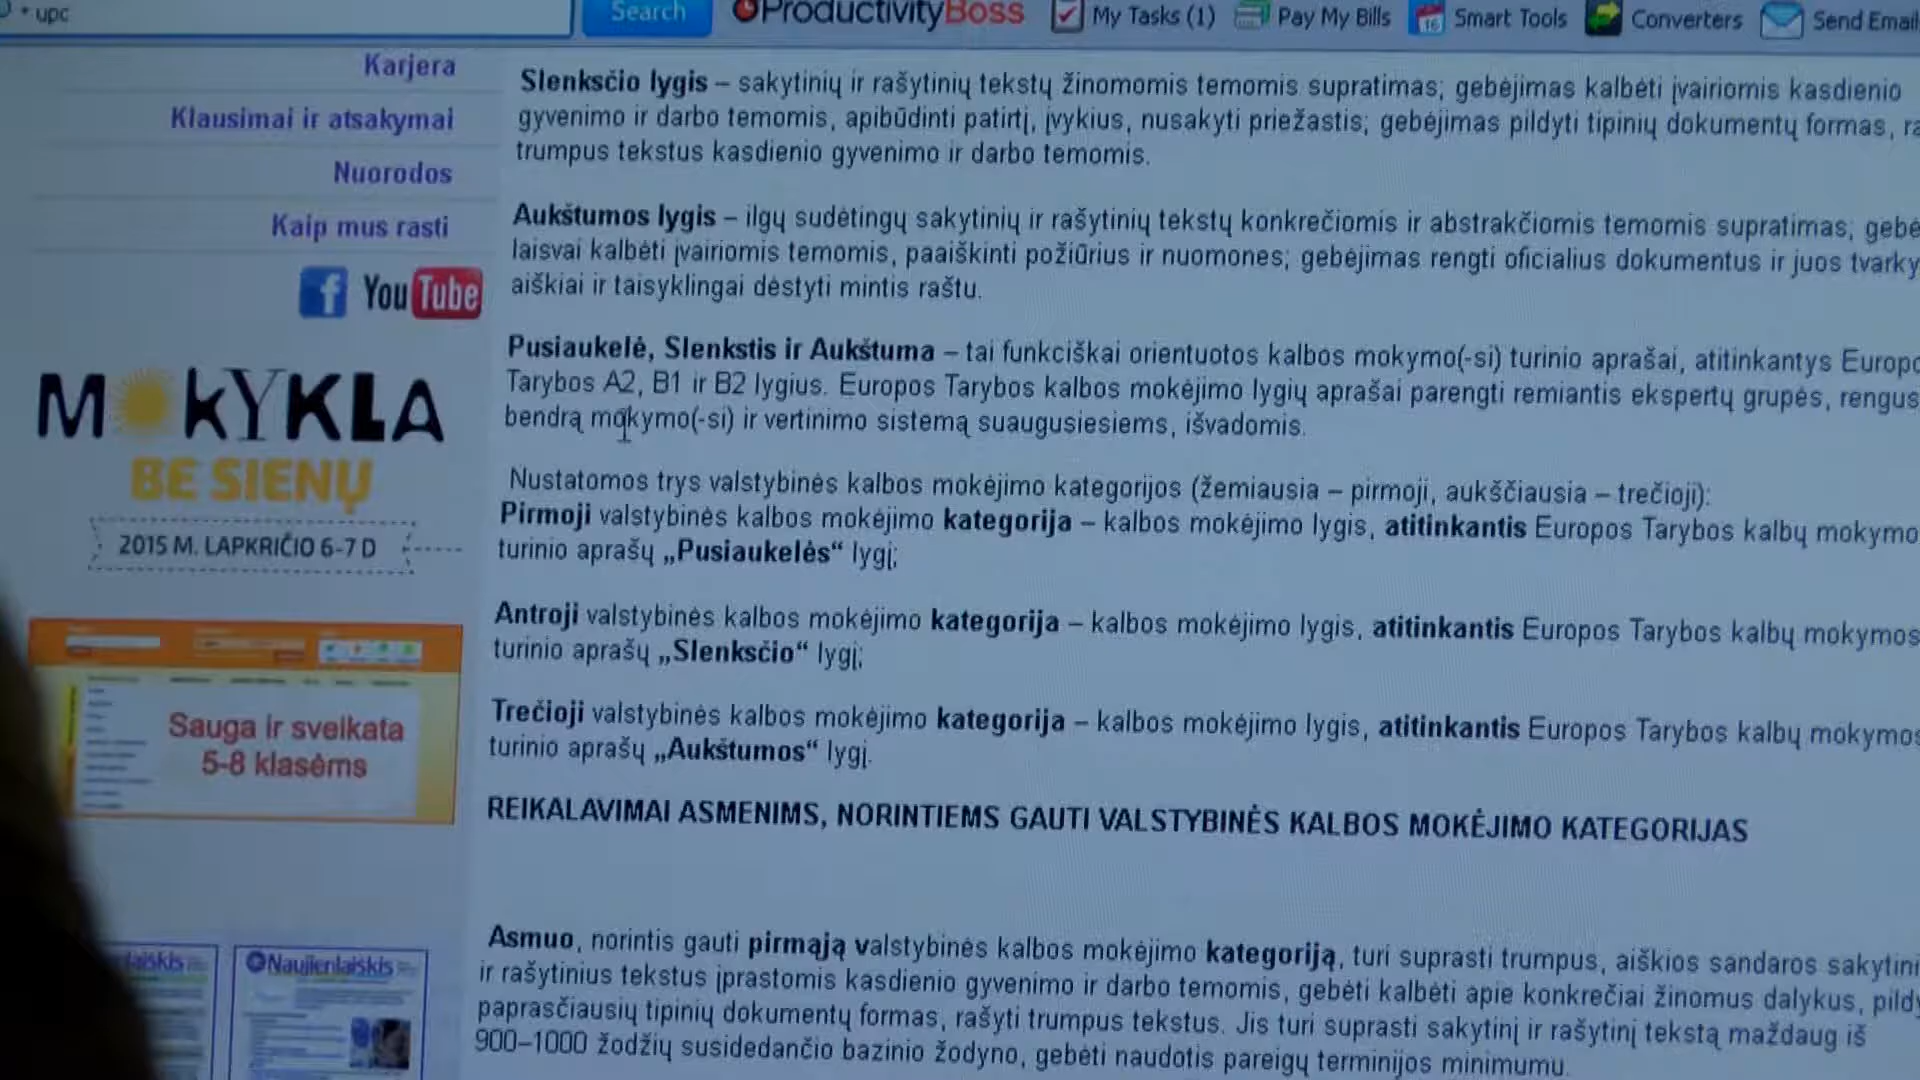 * upc
Search
ProductivityBoss
My Tasks (1)
Pay My Bills
Smart Tools
Converters
Send Email
Karjera
Klausimai ir atsakymai
Nuorodos
Kaip mus rasti
f
YouTube
MOKYKLA
BE SIENŲ
2015 M. LAPKRIČIO 6-7 D
Sauga ir sveikata
5-8 klasėms
Naujienlaiškis
Slenksčio lygis – sakytinių ir rašytinių tekstų žinomomis temomis supratimas; gebėjimas kalbėti įvairiomis kasdienio
gyvenimo ir darbo temomis, apibūdinti patirtį, įvykius, nusakyti priežastis; gebėjimas pildyti tipinių dokumentų formas, ra
trumpus tekstus kasdienio gyvenimo ir darbo temomis.
Aukštumos lygis – ilgų sudėtingų sakytinių ir rašytinių tekstų konkrečiomis ir abstrakčiomis temomis supratimas; gebė
laisvai kalbėti įvairiomis temomis, paaiškinti požiūrius ir nuomones; gebėjimas rengti oficialius dokumentus ir juos tvarky
aiškiai ir taisyklingai dėstyti mintis raštu.
Pusiaukelė, Slenkstis ir Aukštuma – tai funkciškai orientuotos kalbos mokymo(-si) turinio aprašai, atitinkantys Europo
Tarybos A2, B1 ir B2 lygius. Europos Tarybos kalbos mokėjimo lygių aprašai parengti remiantis ekspertų grupės, rengus
bendrą mokymo(-si) ir vertinimo sistemą suaugusiesiems, išvadomis.
Nustatomos trys valstybinės kalbos mokėjimo kategorijos (žemiausia – pirmoji, aukščiausia – trečioji):
Pirmoji valstybinės kalbos mokėjimo kategorija – kalbos mokėjimo lygis, atitinkantis Europos Tarybos kalbų mokymo
turinio aprašų „Pusiaukelės“ lygį;
Antroji valstybinės kalbos mokėjimo kategorija – kalbos mokėjimo lygis, atitinkantis Europos Tarybos kalbų mokymos
turinio aprašų „Slenksčio“ lygį;
Trečioji valstybinės kalbos mokėjimo kategorija – kalbos mokėjimo lygis, atitinkantis Europos Tarybos kalbų mokymos
turinio aprašų „Aukštumos“ lygį.
REIKALAVIMAI ASMENIMS, NORINTIEMS GAUTI VALSTYBINĖS KALBOS MOKĖJIMO KATEGORIJAS
Asmuo, norintis gauti pirmąją valstybinės kalbos mokėjimo kategoriją, turi suprasti trumpus, aiškios sandaros sakytini
ir rašytinius tekstus įprastomis kasdienio gyvenimo ir darbo temomis, gebėti kalbėti apie konkrečiai žinomus dalykus, pildy
paprasčiausių tipinių dokumentų formas, rašyti trumpus tekstus. Jis turi suprasti sakytinį ir rašytinį tekstą maždaug iš
900–1000 žodžių susidedančio bazinio žodyno, gebėti naudotis pareigų terminijos minimumu.